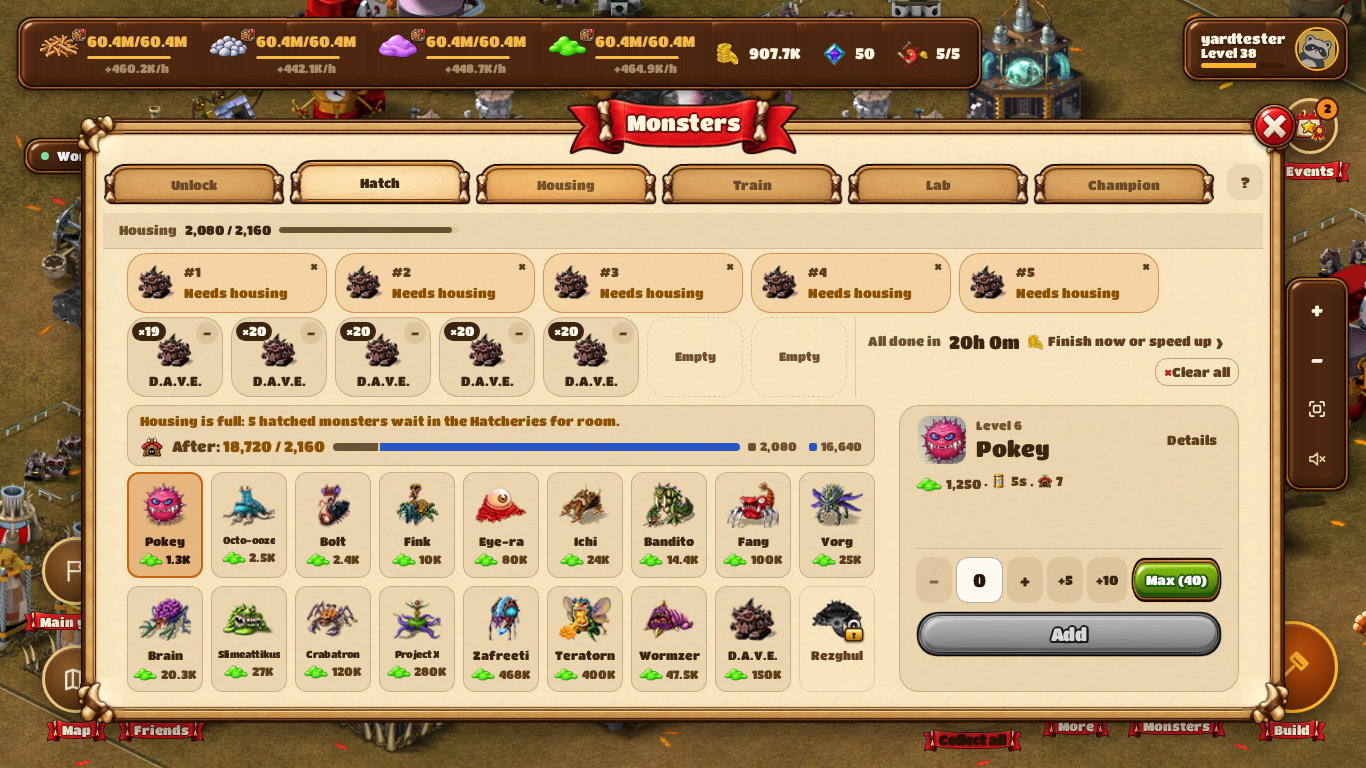 60.4M/60.4M 60.4M/60.4M 60.4M/60.4M 60.4M/60.4M 907.7K 50 5/5
+460.2K/h +442.1K/h +448.7K/h +464.9K/h
yardtester
Level 38
2
Events
Monsters
Unlock Hatch Housing Train Lab Champion ?
Housing 2,080 / 2,160
#1 #2 #3 #4 #5
Needs housing Needs housing Needs housing Needs housing Needs housing
×19 ×20 ×20 ×20 ×20
D.A.V.E. D.A.V.E. D.A.V.E. D.A.V.E. D.A.V.E. Empty Empty
All done in 20h 0m Finish now or speed up ›
×Clear all
Housing is full: 5 hatched monsters wait in the Hatcheries for room.
After: 18,720 / 2,160 2,080 16,640
Pokey Octo-ooze Bolt Fink Eye-ra Ichi Bandito Fang Vorg
1.3K 2.5K 2.4K 10K 80K 24K 14.4K 100K 25K
Brain Slimeattikus Crabatron Project X Zafreeti Teratorn Wormzer D.A.V.E. Rezghul
20.3K 27K 120K 280K 468K 400K 47.5K 150K
Level 6
Pokey
Details
1,250 · 5s · 7
− 0 + +5 +10 Max (40)
Add
Main
Map Friends Collect all More Monsters Build